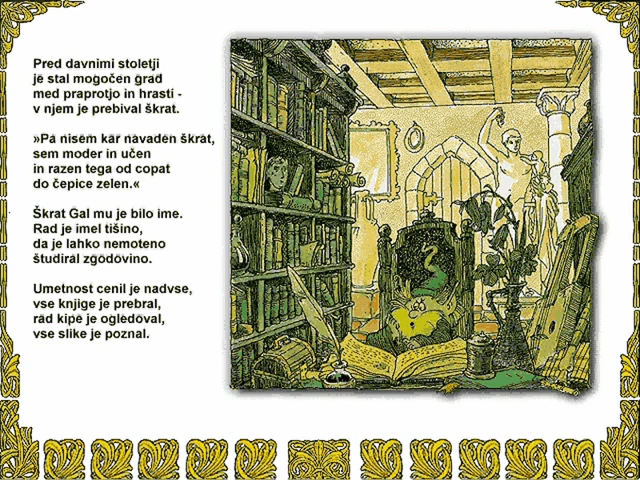 Pred davnimi stoletji
je stal mogočen grad
med praprotjo in hrasti -
v njem je prebival škrat.
»Pa nisem kar navaden škrat,
sem moder in učen
in razen tega od copat
do čepice zelen.«
Škrat Gal mu je bilo ime.
Rad je imel tišino,
da je lahko nemoteno
študiral zgodovino.
Umetnost cenil je nadvse,
vse knjige je prebral,
rad kipe je ogledoval,
vse slike je poznal.